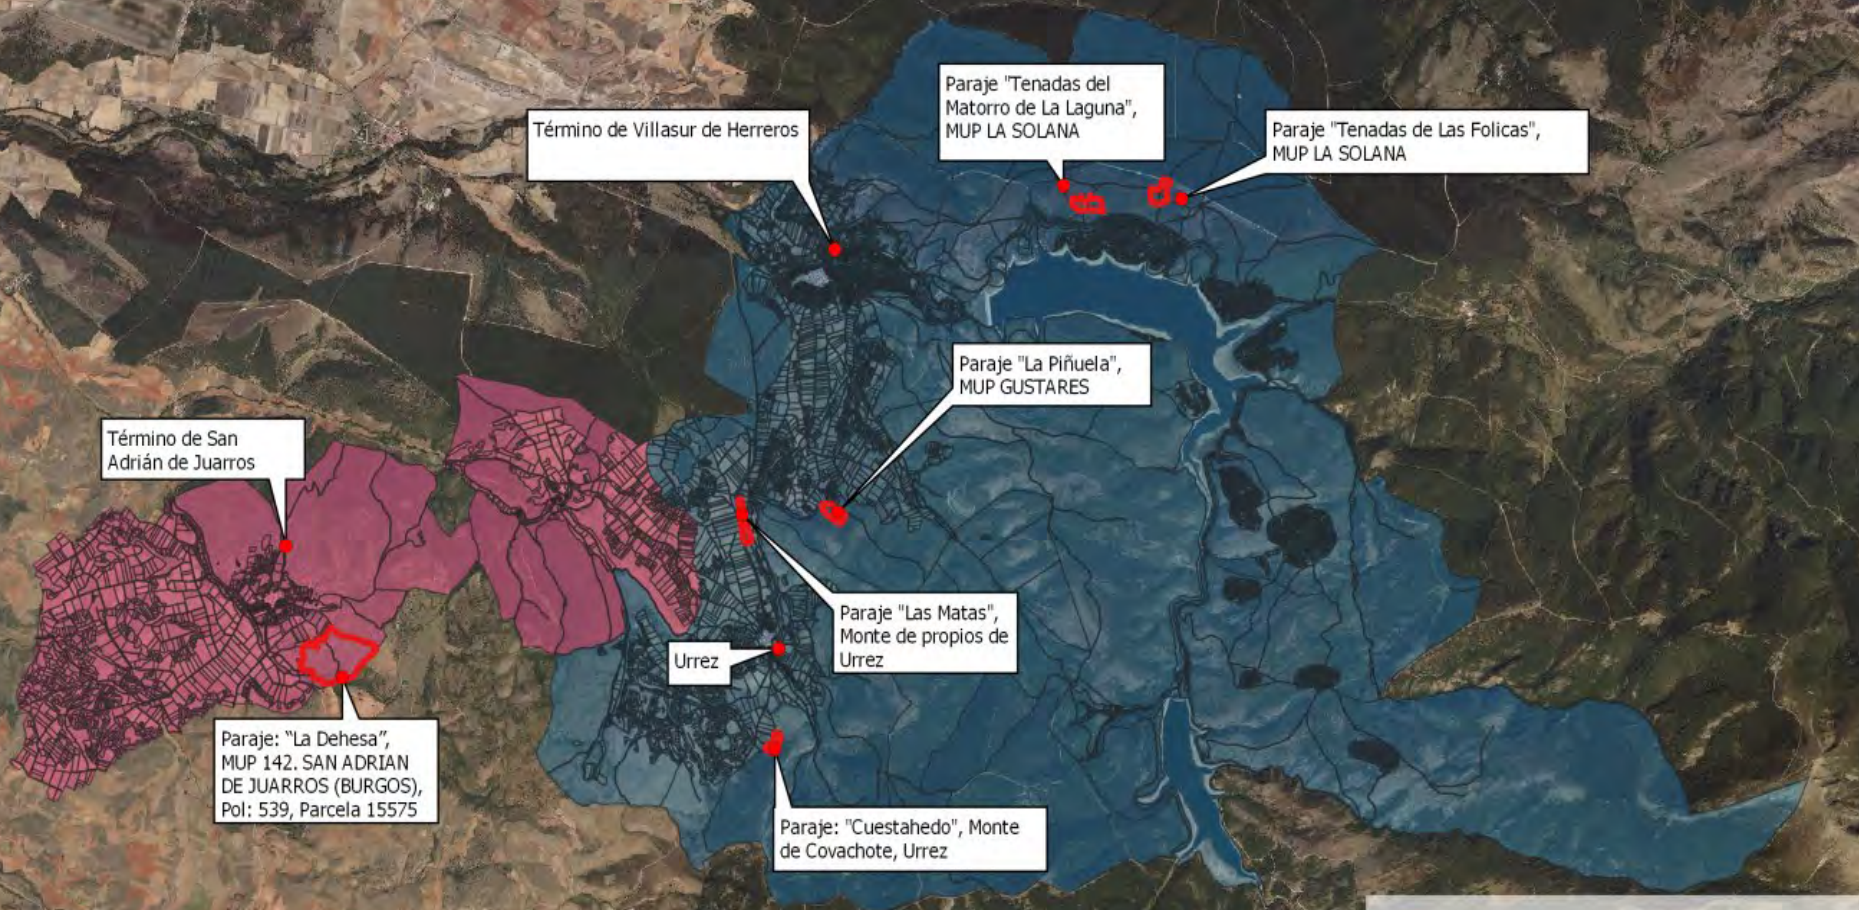 Paraje "Tenadas del
Matorro de La Laguna",
MUP LA SOLANA
Término de Villasur de Herreros
Paraje "Tenadas de Las Folicas",
MUP LA SOLANA
Paraje "La Piñuela",
MUP GUSTARES
Término de San
Adrián de Juarros
Paraje "Las Matas",
Monte de propios de
Urrez
Urrez
Paraje: “La Dehesa”,
MUP 142. SAN ADRIAN
DE JUARROS (BURGOS),
Pol: 539, Parcela 15575
Paraje: "Cuestahedo", Monte
de Covachote, Urrez